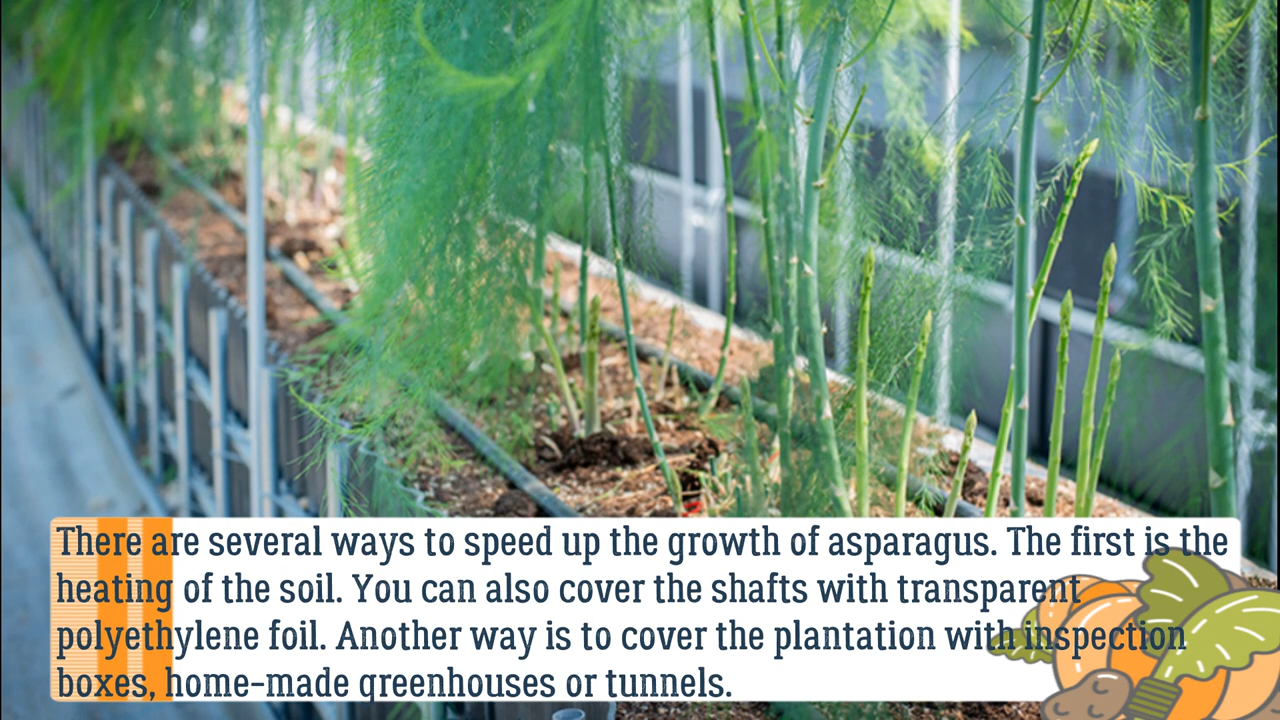 There are several ways to speed up the growth of asparagus. The first is the
heating of the soil. You can also cover the shafts with transparent
polyethylene foil. Another way is to cover the plantation with inspection
boxes, home-made greenhouses or tunnels.